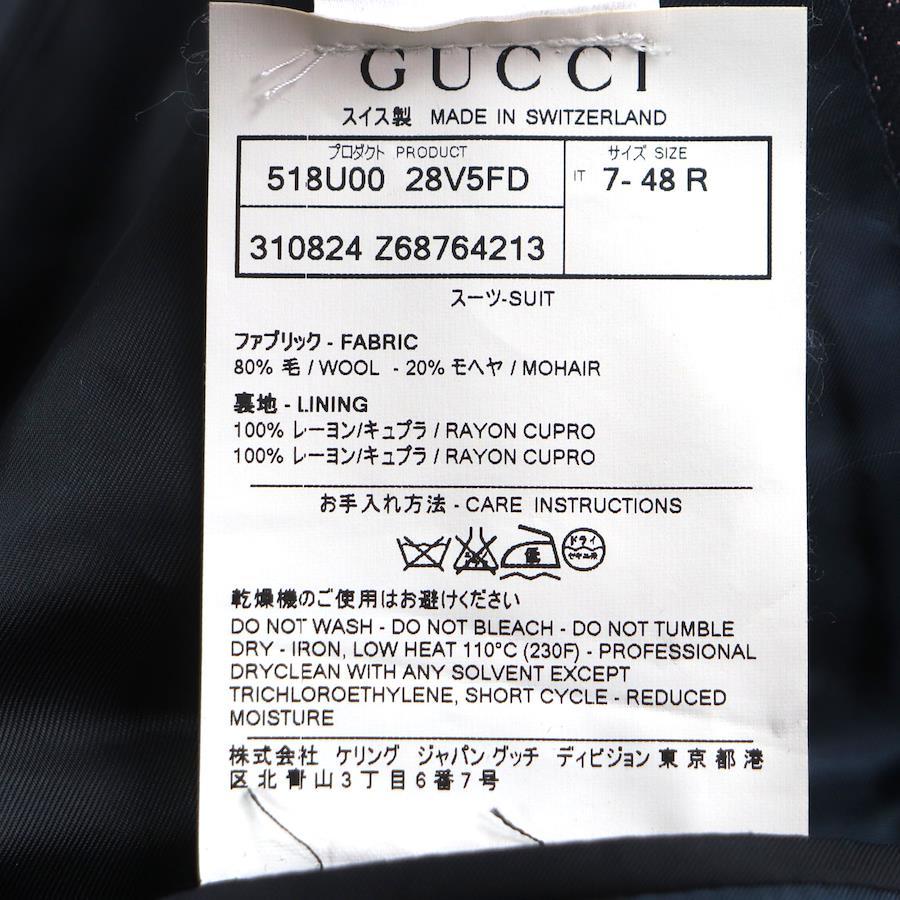 GUCCI
スイス製 MADE IN SWITZERLAND
プロダクト PRODUCT
518U00 28V5FD
サイズ SIZE
IT 7- 48 R
310824 Z68764213
スーツ-SUIT
ファブリック - FABRIC
80% 毛 / WOOL - 20% モヘヤ / MOHAIR
裏地 - LINING
100% レーヨン/キュプラ / RAYON CUPRO
100% レーヨン/キュプラ / RAYON CUPRO
お手入れ方法 - CARE INSTRUCTIONS
低
ドライ
セキユ系
乾燥機のご使用はお避けください
DO NOT WASH - DO NOT BLEACH - DO NOT TUMBLE
DRY - IRON, LOW HEAT 110°C (230F) - PROFESSIONAL
DRYCLEAN WITH ANY SOLVENT EXCEPT
TRICHLOROETHYLENE, SHORT CYCLE - REDUCED
MOISTURE
株式会社 ケリング ジャパン グッチ ディビジョン 東京都港
区北青山3丁目6番7号